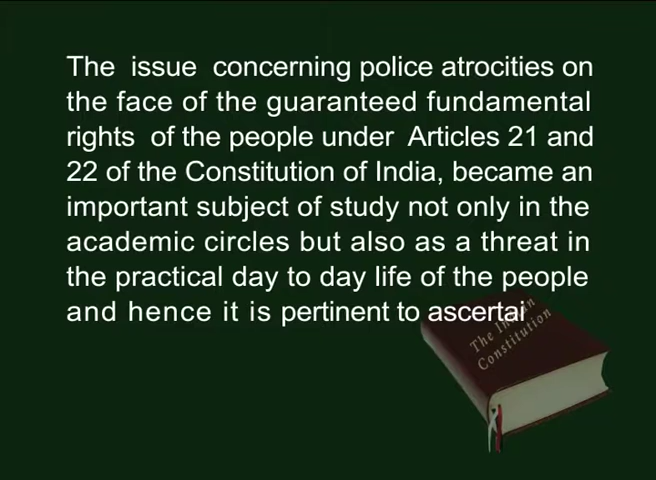 The issue concerning police atrocities on
the face of the guaranteed fundamental
rights of the people under Articles 21 and
22 of the Constitution of India, became an
important subject of study not only in the
academic circles but also as a threat in
the practical day to day life of the people
and hence it is pertinent to ascertai
The Indian
Constitution